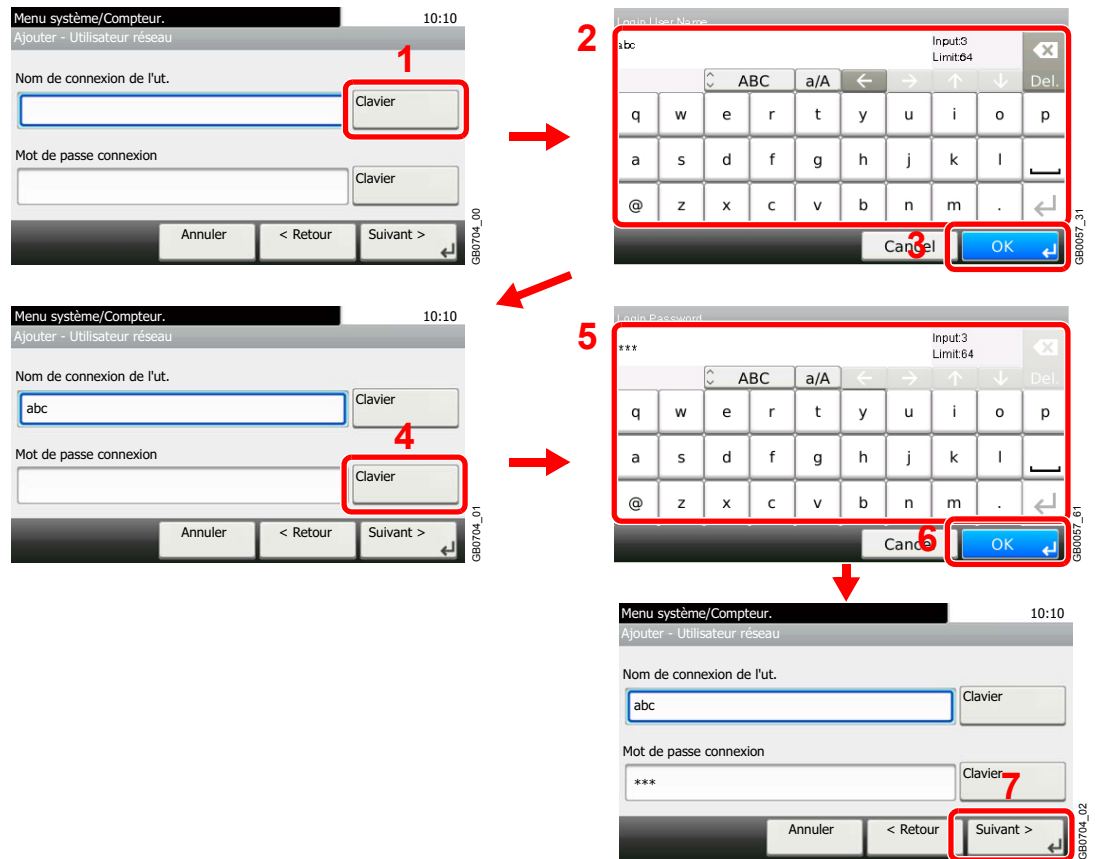 Menu système/Compteur. 10:10
Ajouter - Utilisateur réseau
1
Nom de connexion de l'ut.
Clavier
Mot de passe connexion
Clavier
Annuler < Retour Suivant >
GB0704_00
Login User Name
2
abc
Input:3
Limit:64
ABC a/A Del.
q w e r t y u i o p
a s d f g h j k l
@ z x c v b n m .
3
Cancel OK
GB0057_31
Menu système/Compteur. 10:10
Ajouter - Utilisateur réseau
Nom de connexion de l'ut.
abc Clavier
4
Mot de passe connexion
Clavier
Annuler < Retour Suivant >
GB0704_01
Login Password
5
***
Input:3
Limit:64
ABC a/A Del.
q w e r t y u i o p
a s d f g h j k l
@ z x c v b n m .
6
Cancel OK
GB0057_61
Menu système/Compteur. 10:10
Ajouter - Utilisateur réseau
Nom de connexion de l'ut.
abc Clavier
Mot de passe connexion
*** Clavier
7
Annuler < Retour Suivant >
GB0704_02